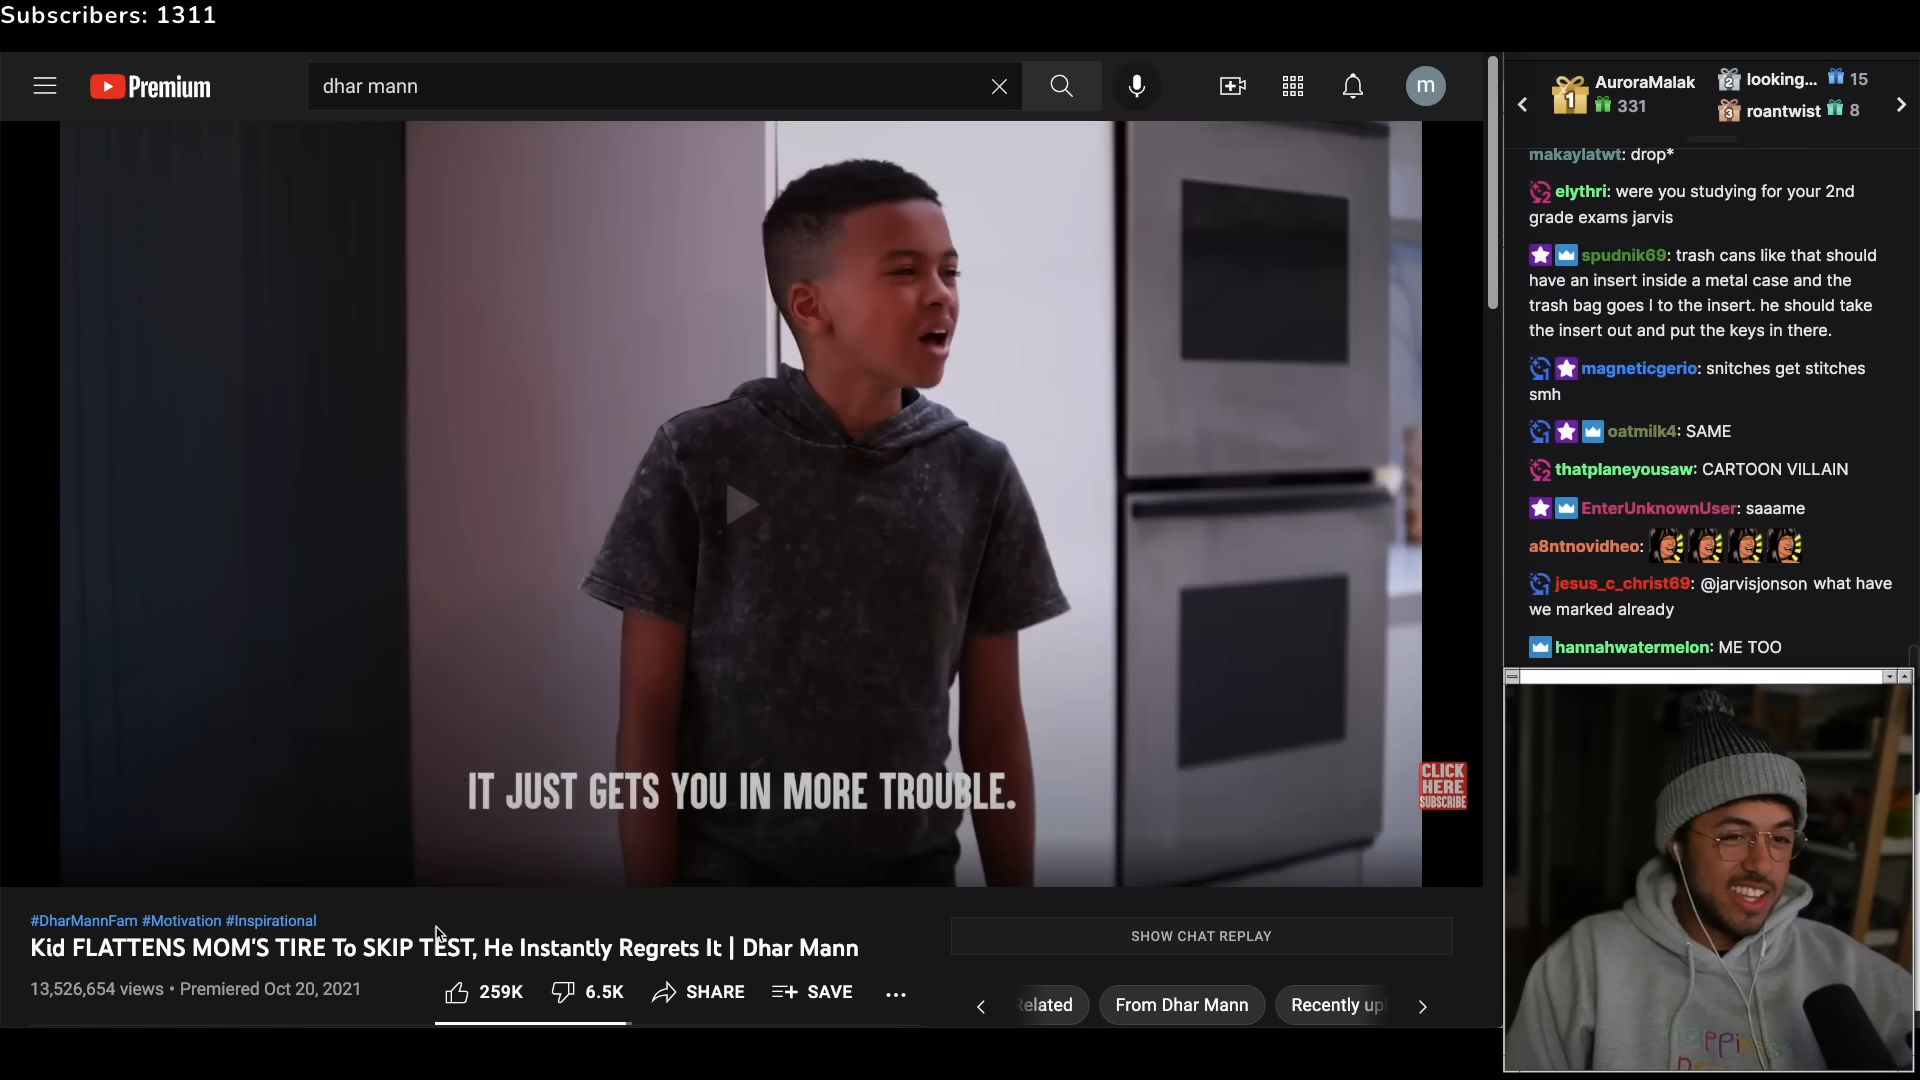 Subscribers: 1311
Premium
dhar mann
m
1
AuroraMalak
331
2
looking...
15
3
roantwist
8
makaylatwt: drop*
elythri: were you studying for your 2nd
grade exams jarvis
spudnik69: trash cans like that should
have an insert inside a metal case and the
trash bag goes I to the insert. he should take
the insert out and put the keys in there.
magneticgerio: snitches get stitches
smh
oatmilk4: SAME
thatplaneyousaw: CARTOON VILLAIN
EnterUnknownUser: saaame
a8ntnovidheo:
jesus_c_christ69: @jarvisjonson what have
we marked already
hannahwatermelon: ME TOO
IT JUST GETS YOU IN MORE TROUBLE.
CLICK
HERE
SUBSCRIBE
#DharMannFam #Motivation #Inspirational
Kid FLATTENS MOM'S TIRE To SKIP TEST, He Instantly Regrets It | Dhar Mann
13,526,654 views • Premiered Oct 20, 2021
259K
6.5K
SHARE
SAVE
SHOW CHAT REPLAY
Related
From Dhar Mann
Recently up
happiness